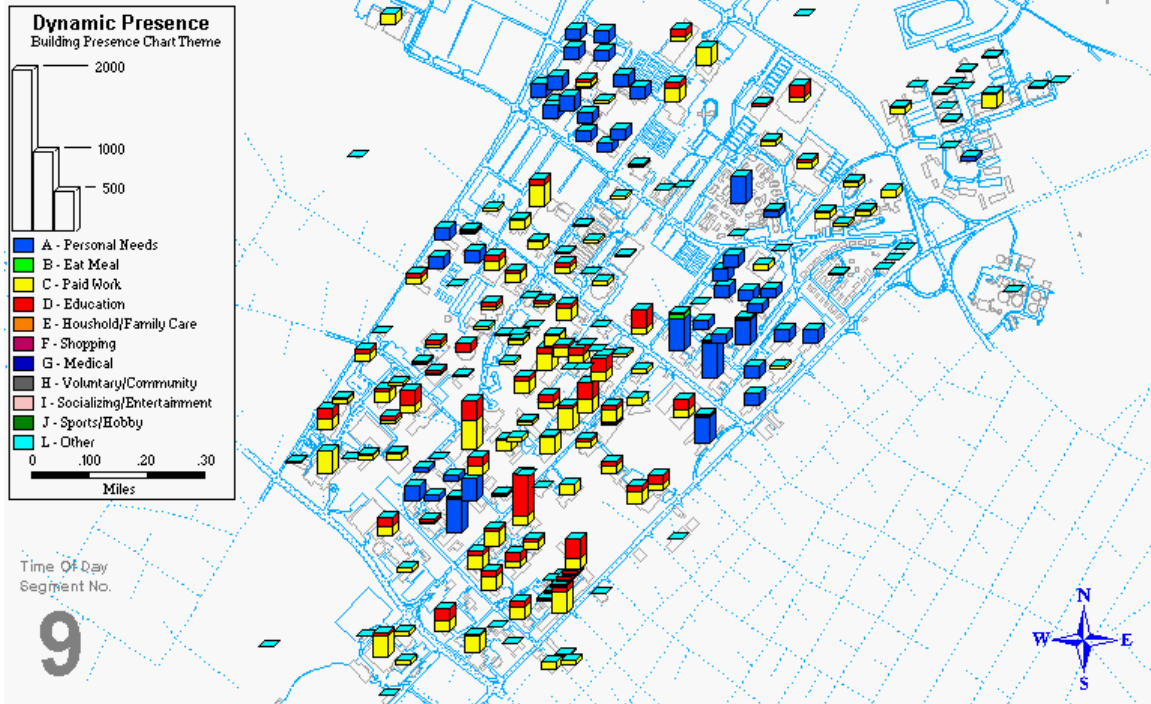 Dynamic Presence
Building Presence Chart Theme
2000
1000
500
A - Personal Needs
B - Eat Meal
C - Paid Work
D - Education
E - Houshold/Family Care
F - Shopping
G - Medical
H - Voluntary/Community
I - Socializing/Entertainment
J - Sports/Hobby
L - Other
0 .100 .20 .30
Miles
Time Of Day
Segment No.
9
N
W E
S